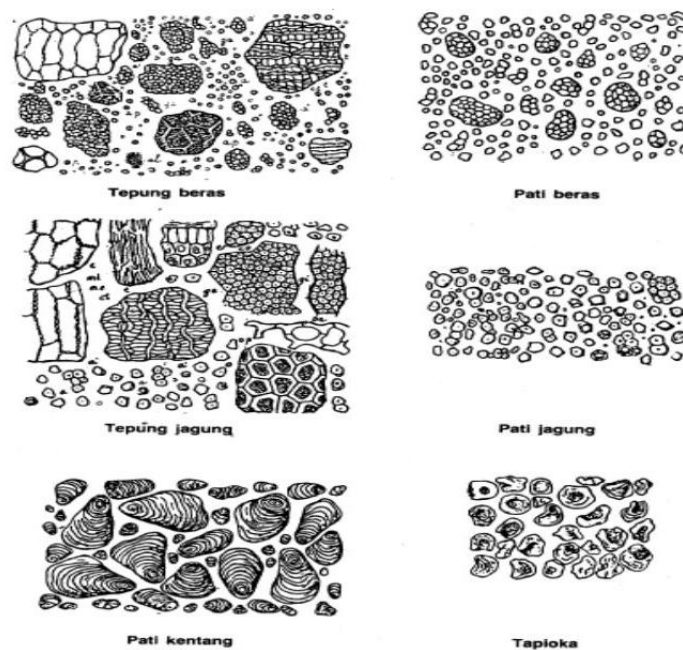 Tepung beras
Pati beras
Tepung jagung
Pati jagung
Pati kentang
Tapioka